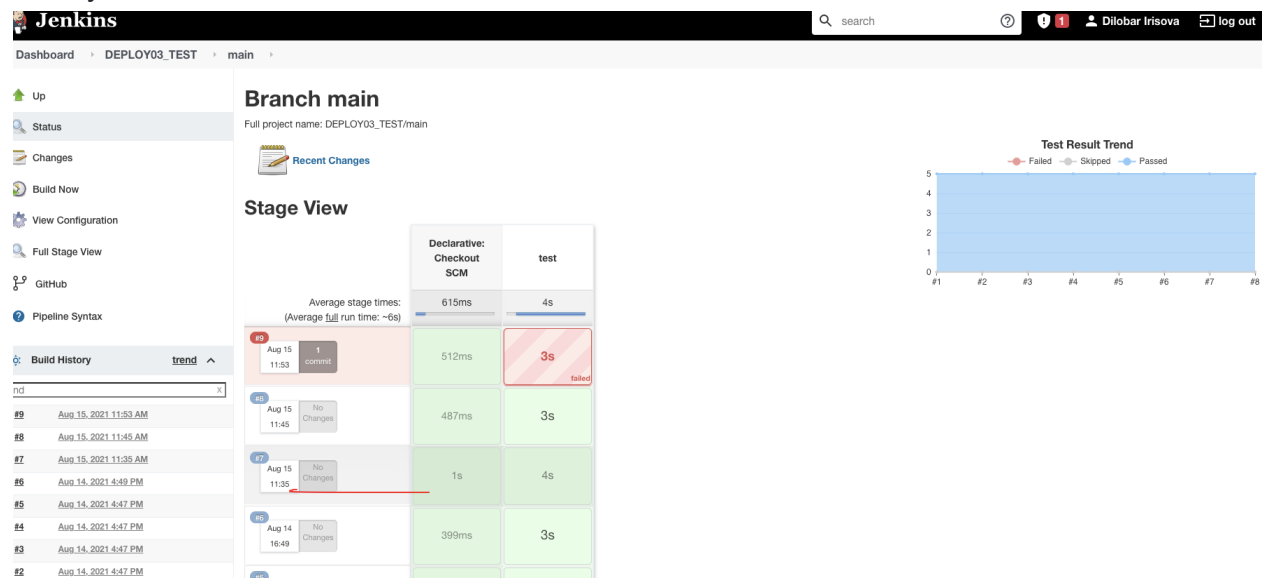 Jenkins
search
1
Dilobar Irisova
log out
Dashboard
DEPLOY03_TEST
main
Up
Status
Changes
Build Now
View Configuration
Full Stage View
GitHub
Pipeline Syntax
Build History
trend
nd
X
#9 Aug 15, 2021 11:53 AM
#8 Aug 15, 2021 11:45 AM
#7 Aug 15, 2021 11:35 AM
#6 Aug 14, 2021 4:49 PM
#5 Aug 14, 2021 4:47 PM
#4 Aug 14, 2021 4:47 PM
#3 Aug 14, 2021 4:47 PM
#2 Aug 14, 2021 4:47 PM
Branch main
Full project name: DEPLOY03_TEST/main
Recent Changes
Stage View
Declarative:
Checkout
SCM
test
Average stage times:
615ms
4s
(Average full run time: ~6s)
#9
Aug 15
11:53
1
commit
512ms
3s
failed
#8
Aug 15
11:45
No
Changes
487ms
3s
#7
Aug 15
11:35
No
Changes
1s
4s
#6
Aug 14
16:49
No
Changes
399ms
3s
Test Result Trend
Failed Skipped Passed
5
4
3
2
1
0
#1 #2 #3 #4 #5 #6 #7 #8